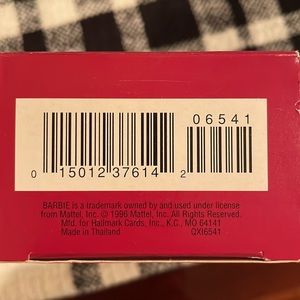 06541
0 15012 37614 2
BARBIE is a trademark owned by and used under license
from Mattel, Inc. © 1996 Mattel, Inc. All Rights Reserved.
Mfd. for Hallmark Cards, Inc., K.C., MO 64141
Made in Thailand QXI6541